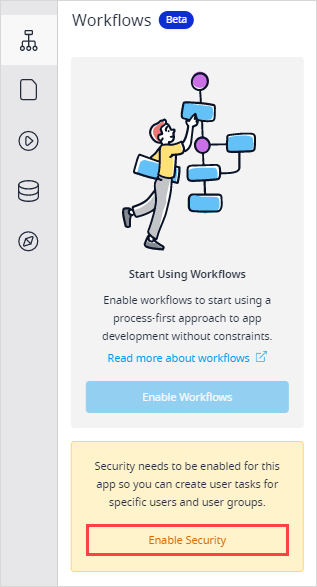 Workflows Beta
Start Using Workflows
Enable workflows to start using a
process-first approach to app
development without constraints.
Read more about workflows
Enable Workflows
Security needs to be enabled for this
app so you can create user tasks for
specific users and user groups.
Enable Security